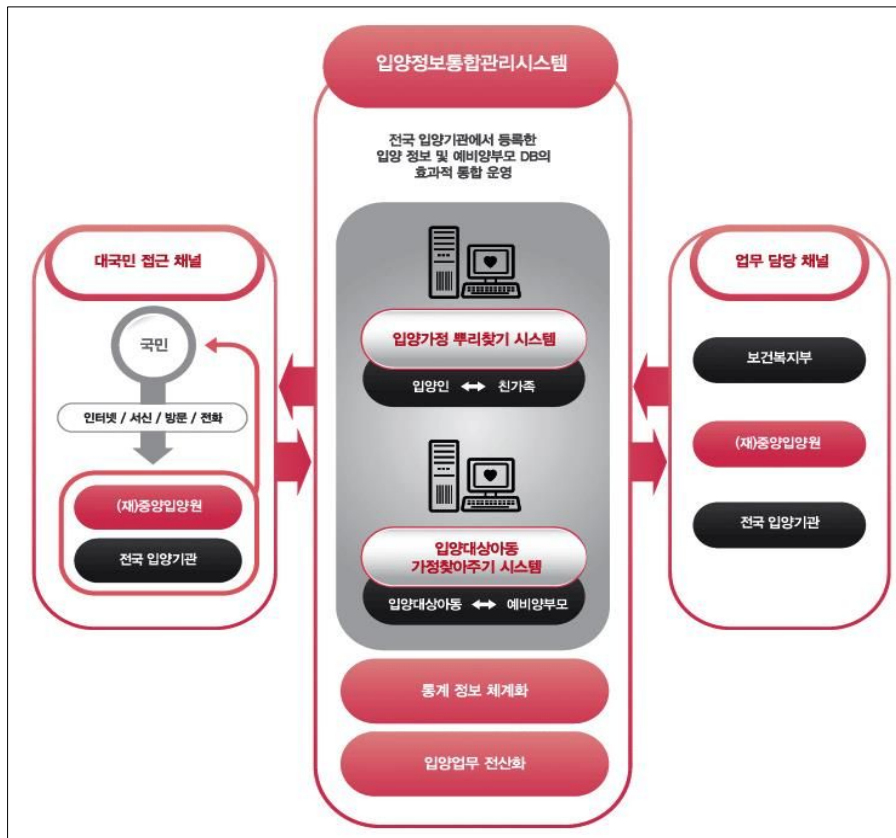 입양정보통합관리시스템
전국 입양기관에서 등록한
입양 정보 및 예비양부모 DB의
효과적 통합 운영
대국민 접근 채널
국민
인터넷 / 서신 / 방문 / 전화
(재)중앙입양원
전국 입양기관
입양가정 뿌리찾기 시스템
입양인 ↔ 친가족
입양대상아동
가정찾아주기 시스템
입양대상아동 ↔ 예비양부모
통계 정보 체계화
입양업무 전산화
업무 담당 채널
보건복지부
(재)중앙입양원
전국 입양기관